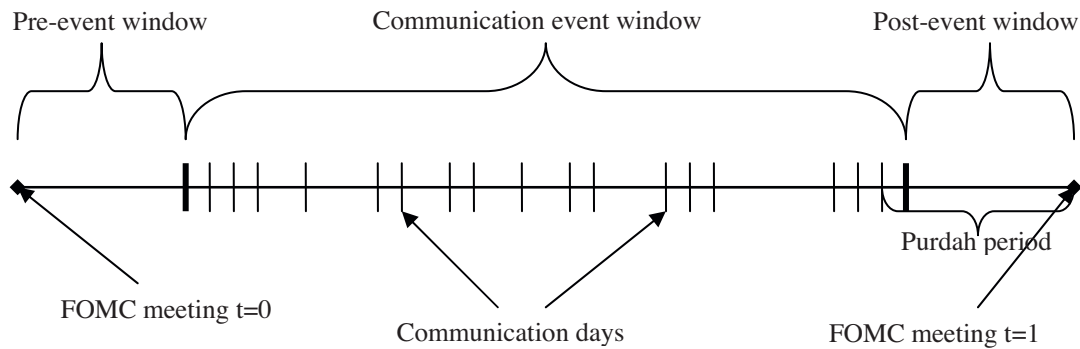 Pre-event window
Communication event window
Post-event window
Purdah period
FOMC meeting t=0
Communication days
FOMC meeting t=1